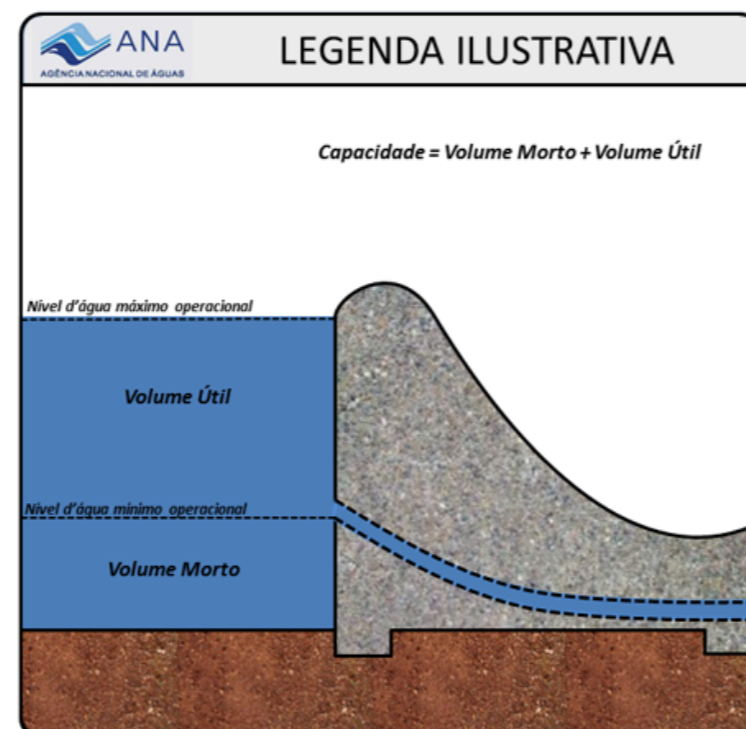 ANA
AGÊNCIA NACIONAL DE ÁGUAS
LEGENDA ILUSTRATIVA
Capacidade = Volume Morto + Volume Útil
Nível d'água máximo operacional
Volume Útil
Nível d'água mínimo operacional
Volume Morto